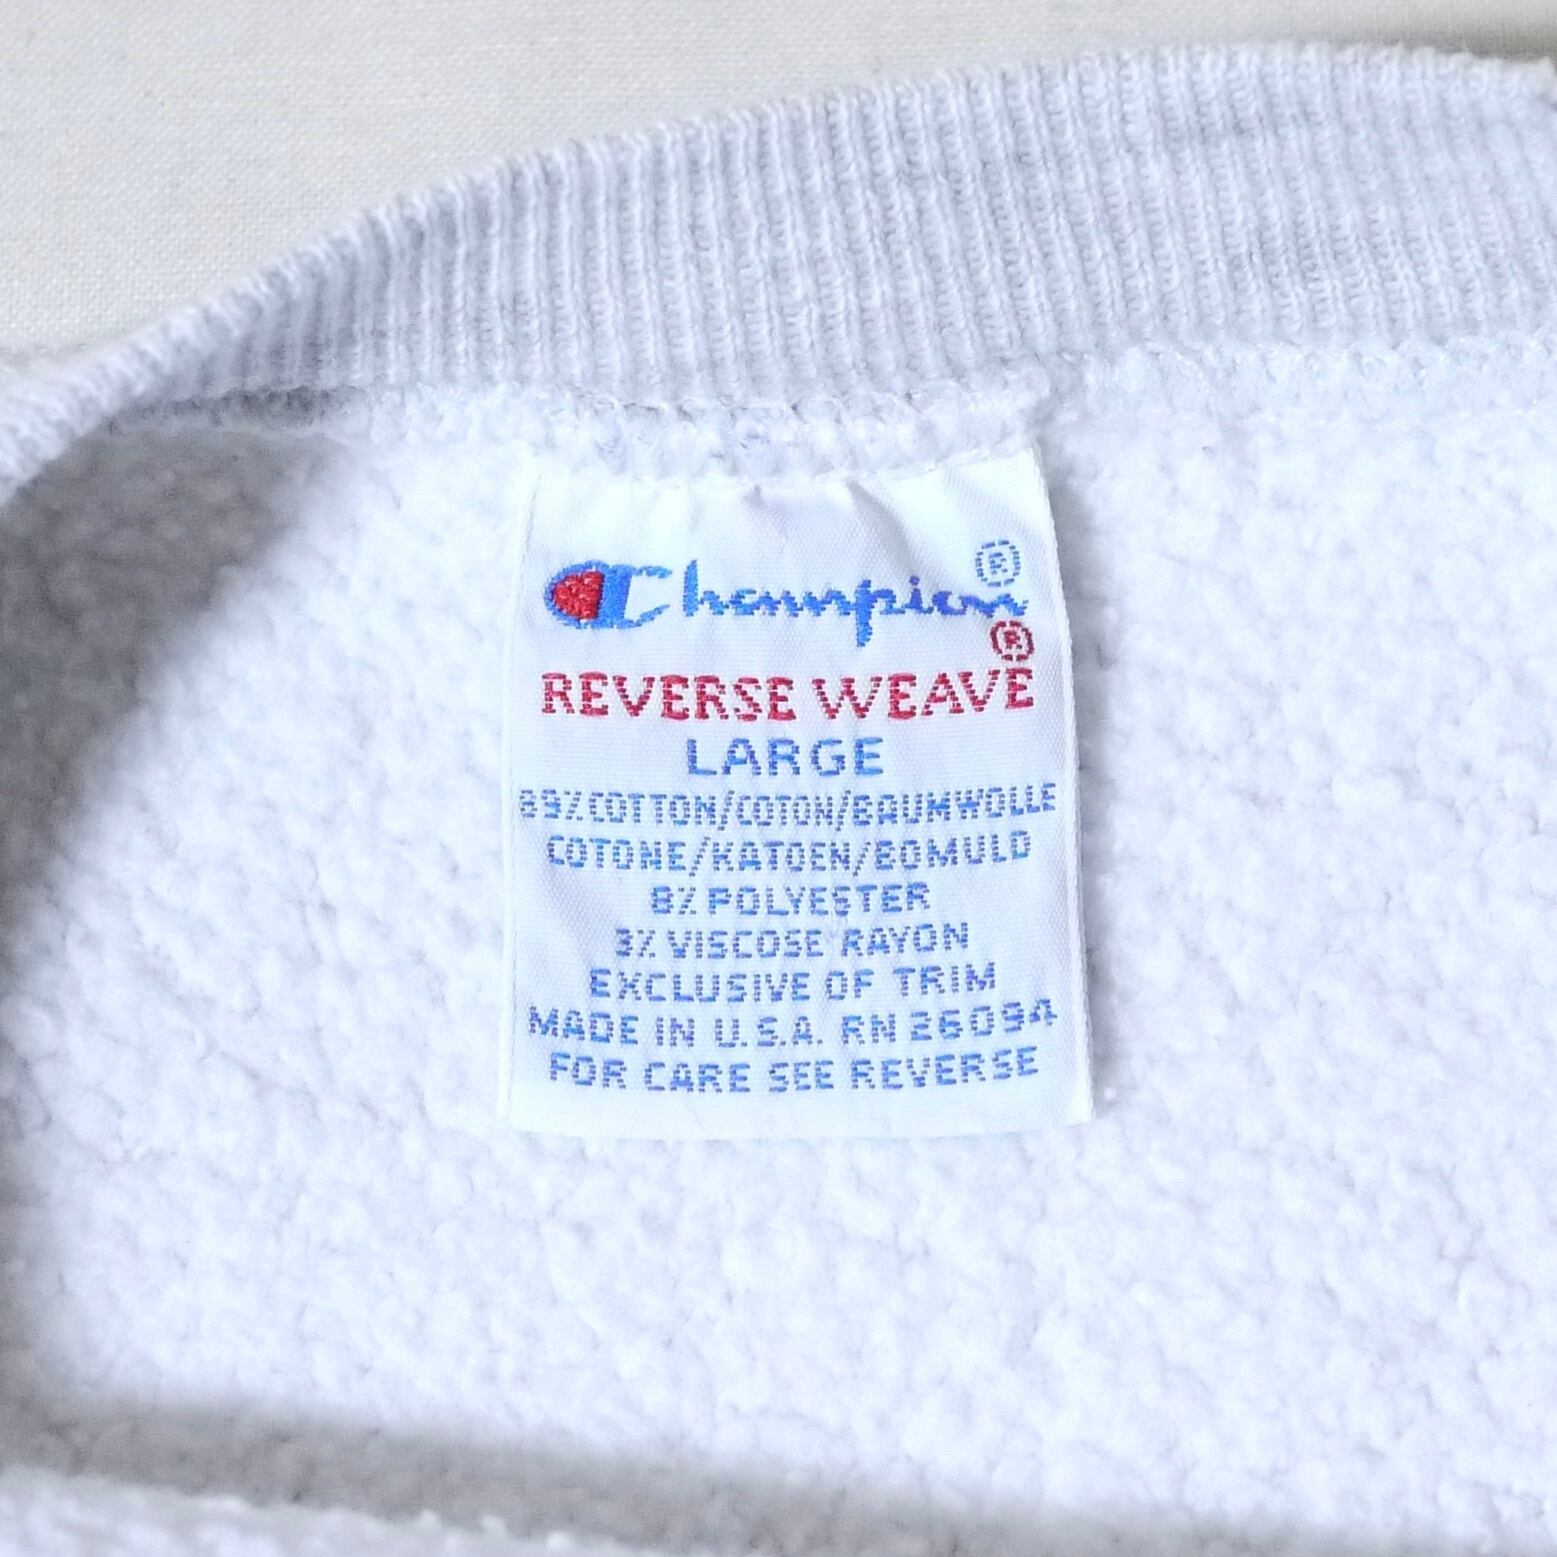 Champion®
REVERSE WEAVE®
LARGE
89% COTTON/COTON/BAUMWOLLE
COTONE/KATOEN/BOMULD
8% POLYESTER
3% VISCOSE RAYON
EXCLUSIVE OF TRIM
MADE IN U.S.A. RN 26094
FOR CARE SEE REVERSE